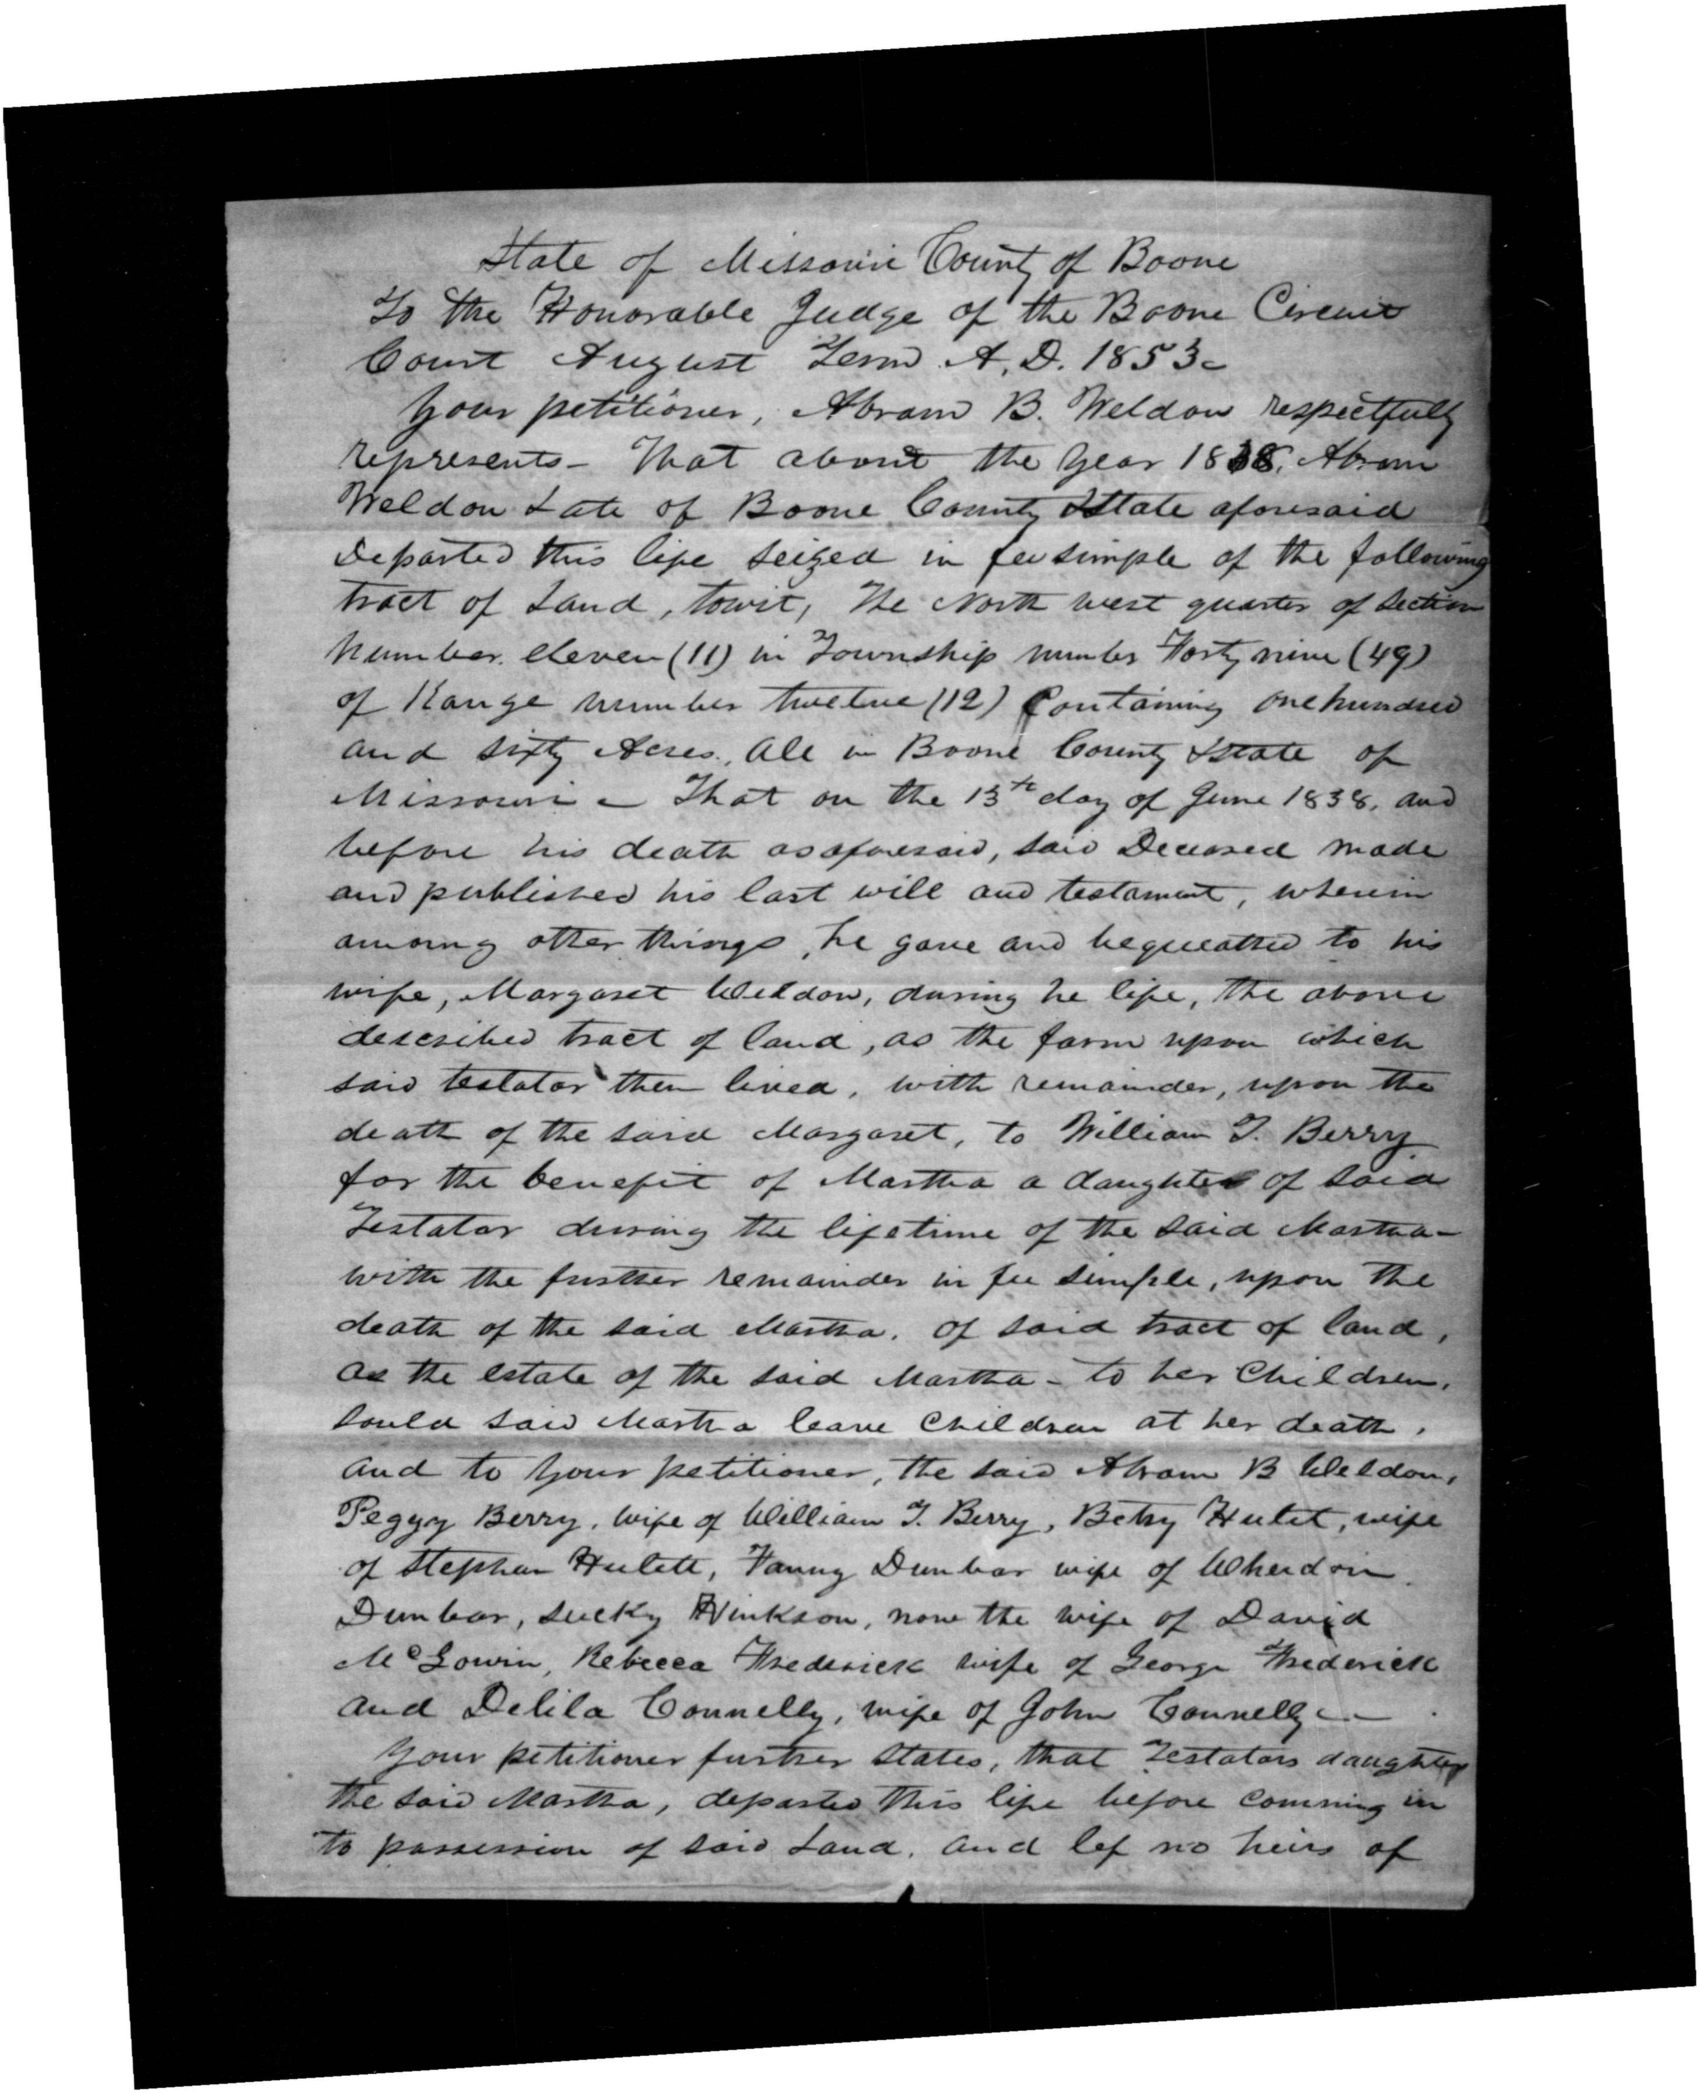 State of Missouri County of Boone
To the Honorable Judge of the Boone Circuit
Court August Term A.D. 1853-
Your petitioner, Abram B. Weldon respectfully
represents - That about the year 1838, Abram
Weldon Late of Boone County & State aforesaid
Departed this life seized in fee simple of the following
tract of Land, towit, The North west quarter of section
number eleven (11) in Township number Forty nine (49)
of Range number twelve (12) Containing one hundred
and sixty Acres, all in Boone County & State of
Missouri - That on the 13th day of June 1838, and
before his death as aforesaid, said Deceased made
and published his last will and testament, wherein
among other things, he gave and bequeathed to his
wife, Margaret Weldon, during he life, the above
described tract of land, as the farm upon which
said testator then lived, with remainder, upon the
death of the said Margaret, to William T. Berry
for the benefit of Martha a daughter of said
Testator during the lifetime of the said Martha -
with the further remainder in fee simple, upon the
death of the said Martha, of said tract of land,
as the estate of the said Martha - to her Children,
sould said Martha leave Children at her death,
and to your petitioner, the said Abram B Weldon,
Peggy Berry, wife of William T. Berry, Betsy Hulet, wife
of Stephen Hulett, Fanny Dunbar wife of Wherdon
Dunbar, Sucky Hinkson, now the wife of David
McGowin, Rebecca Frederick wife of George Frederick
and Delila Connelly, wife of John Connelly -
Your petitioner further states, that Testators daughter
the said Martha, departed this life before comming in
to possession of said Land, and lef no heirs of